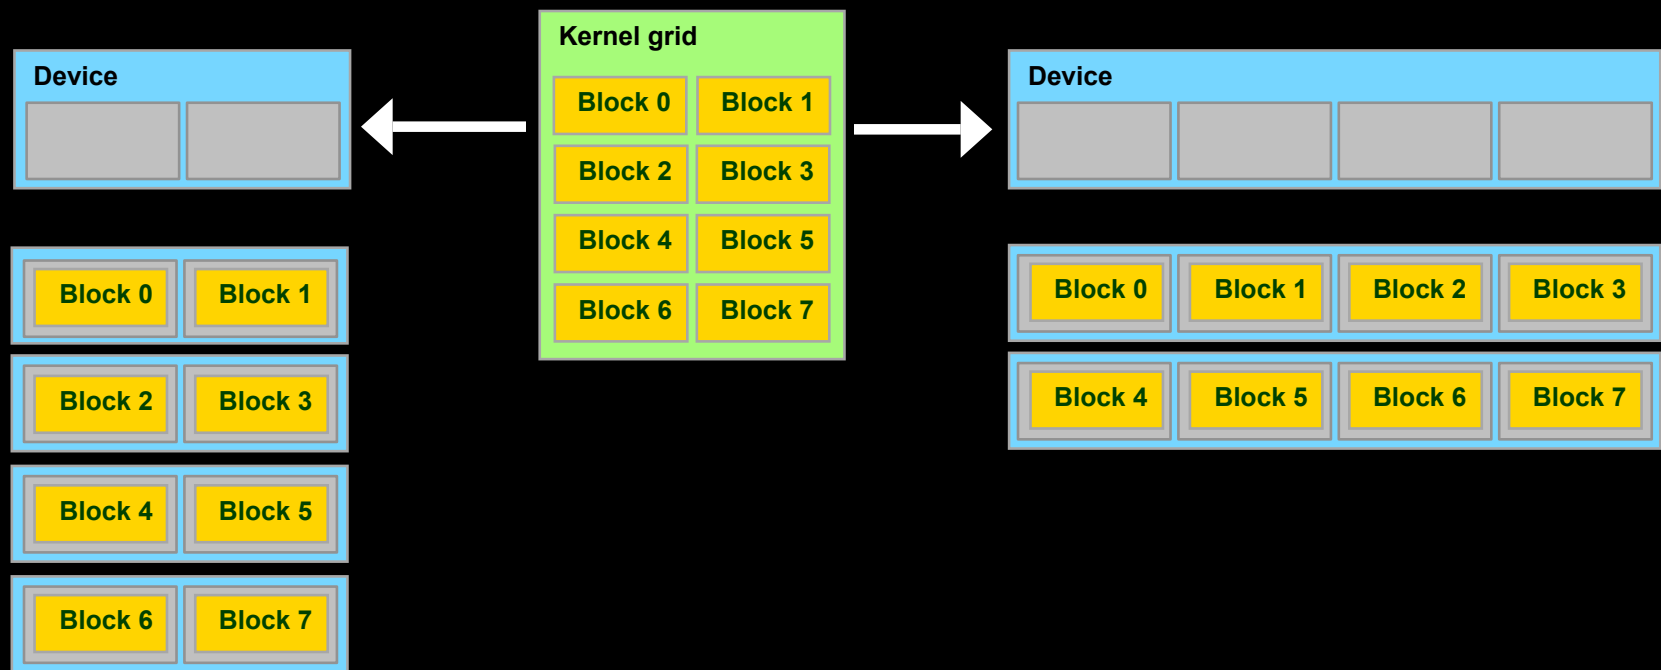 Kernel grid
Block 0 Block 1
Block 2 Block 3
Block 4 Block 5
Block 6 Block 7
Device
Block 0 Block 1
Block 2 Block 3
Block 4 Block 5
Block 6 Block 7
Device
Block 0 Block 1 Block 2 Block 3
Block 4 Block 5 Block 6 Block 7